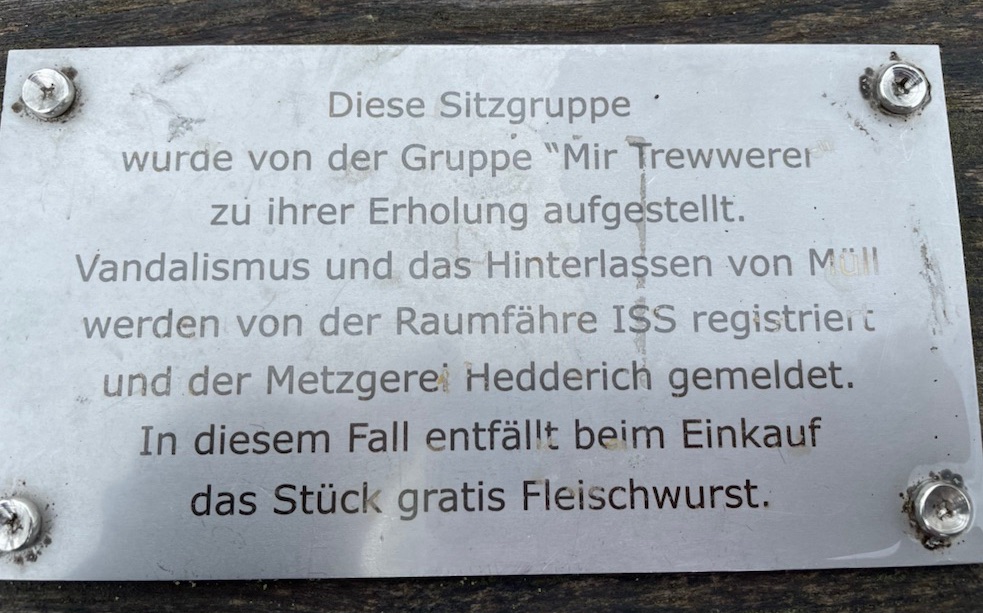 Diese Sitzgruppe
wurde von der Gruppe “Mir Trewwerer”
zu ihrer Erholung aufgestellt.
Vandalismus und das Hinterlassen von Müll
werden von der Raumfähre ISS registriert
und der Metzgerei Hedderich gemeldet.
In diesem Fall entfällt beim Einkauf
das Stück gratis Fleischwurst.